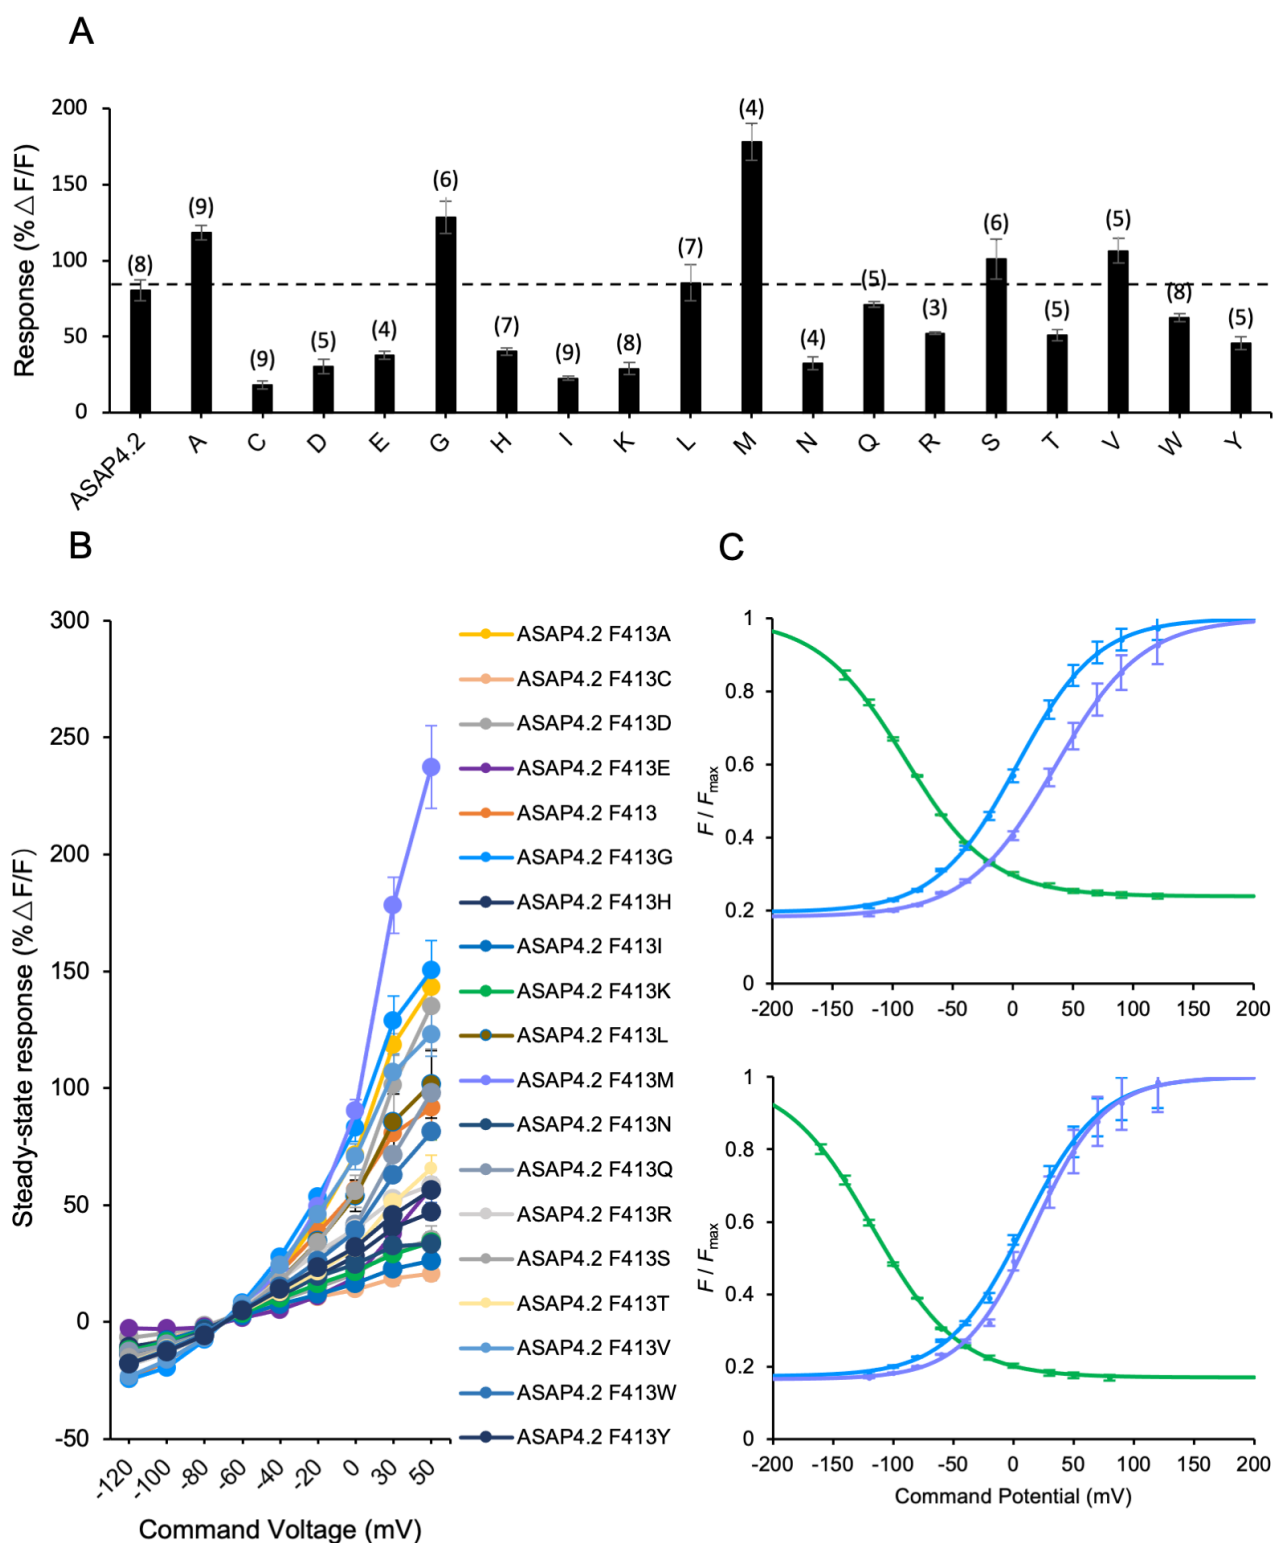 A
Response (%△F/F)
200
150
100
50
0
(8)
(9)
(9)
(5)
(4)
(6)
(7)
(9)
(8)
(7)
(4)
(4)
(5)
(3)
(6)
(5)
(5)
(8)
(5)
ASAP4.2
A
C
D
E
G
H
I
K
L
M
N
Q
R
S
T
V
W
Y
B
Steady-state response (%△F/F)
300
250
200
150
100
50
0
-50
-120
-100
-80
-60
-40
-20
0
30
50
Command Voltage (mV)
ASAP4.2 F413A
ASAP4.2 F413C
ASAP4.2 F413D
ASAP4.2 F413E
ASAP4.2 F413
ASAP4.2 F413G
ASAP4.2 F413H
ASAP4.2 F413I
ASAP4.2 F413K
ASAP4.2 F413L
ASAP4.2 F413M
ASAP4.2 F413N
ASAP4.2 F413Q
ASAP4.2 F413R
ASAP4.2 F413S
ASAP4.2 F413T
ASAP4.2 F413V
ASAP4.2 F413W
ASAP4.2 F413Y
C
F / Fmax
1
0.8
0.6
0.4
0.2
0
-200 -150 -100 -50 0 50 100 150 200
F / Fmax
1
0.8
0.6
0.4
0.2
0
-200 -150 -100 -50 0 50 100 150 200
Command Potential (mV)